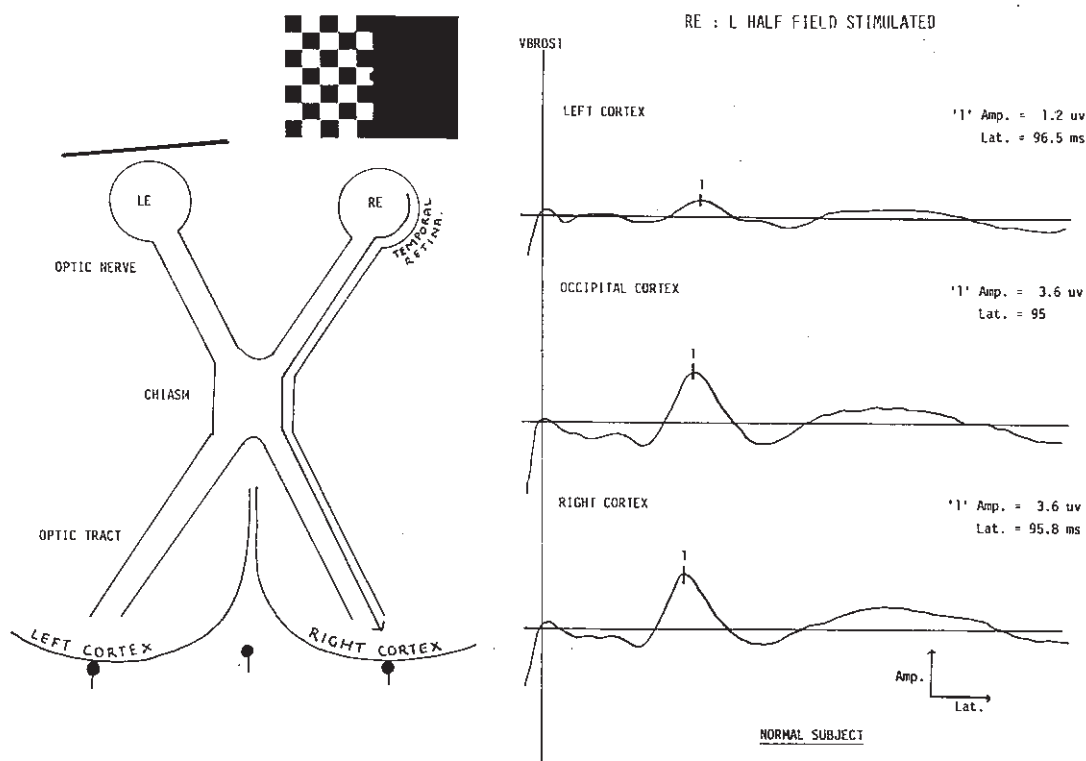 RE : L HALF FIELD STIMULATED
VBROS1
LE
RE
TEMPORAL
RETINA.
OPTIC NERVE
CHIASM
OPTIC TRACT
LEFT CORTEX
RIGHT CORTEX
LEFT CORTEX
'1' Amp. = 1.2 uv
Lat. = 96.5 ms
1
OCCIPITAL CORTEX
'1' Amp. = 3.6 uv
Lat. = 95
1
RIGHT CORTEX
'1' Amp. = 3.6 uv
Lat. = 95.8 ms
1
Amp.
Lat.
NORMAL SUBJECT